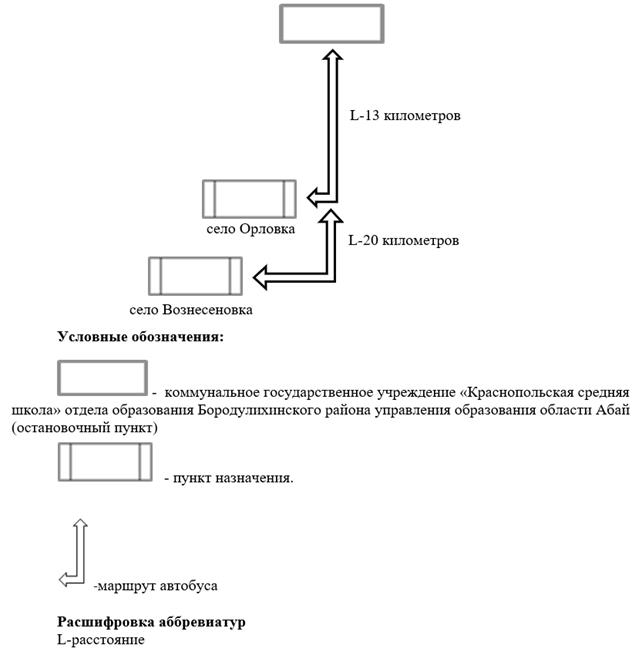 L-13 километров
село Орловка
L-20 километров
село Вознесеновка
Условные обозначения:
- коммунальное государственное учреждение «Краснопольская средняя
школа» отдела образования Бородулихинского района управления образования области Абай
(остановочный пункт)
- пункт назначения.
-маршрут автобуса
Расшифровка аббревиатур
L-расстояние